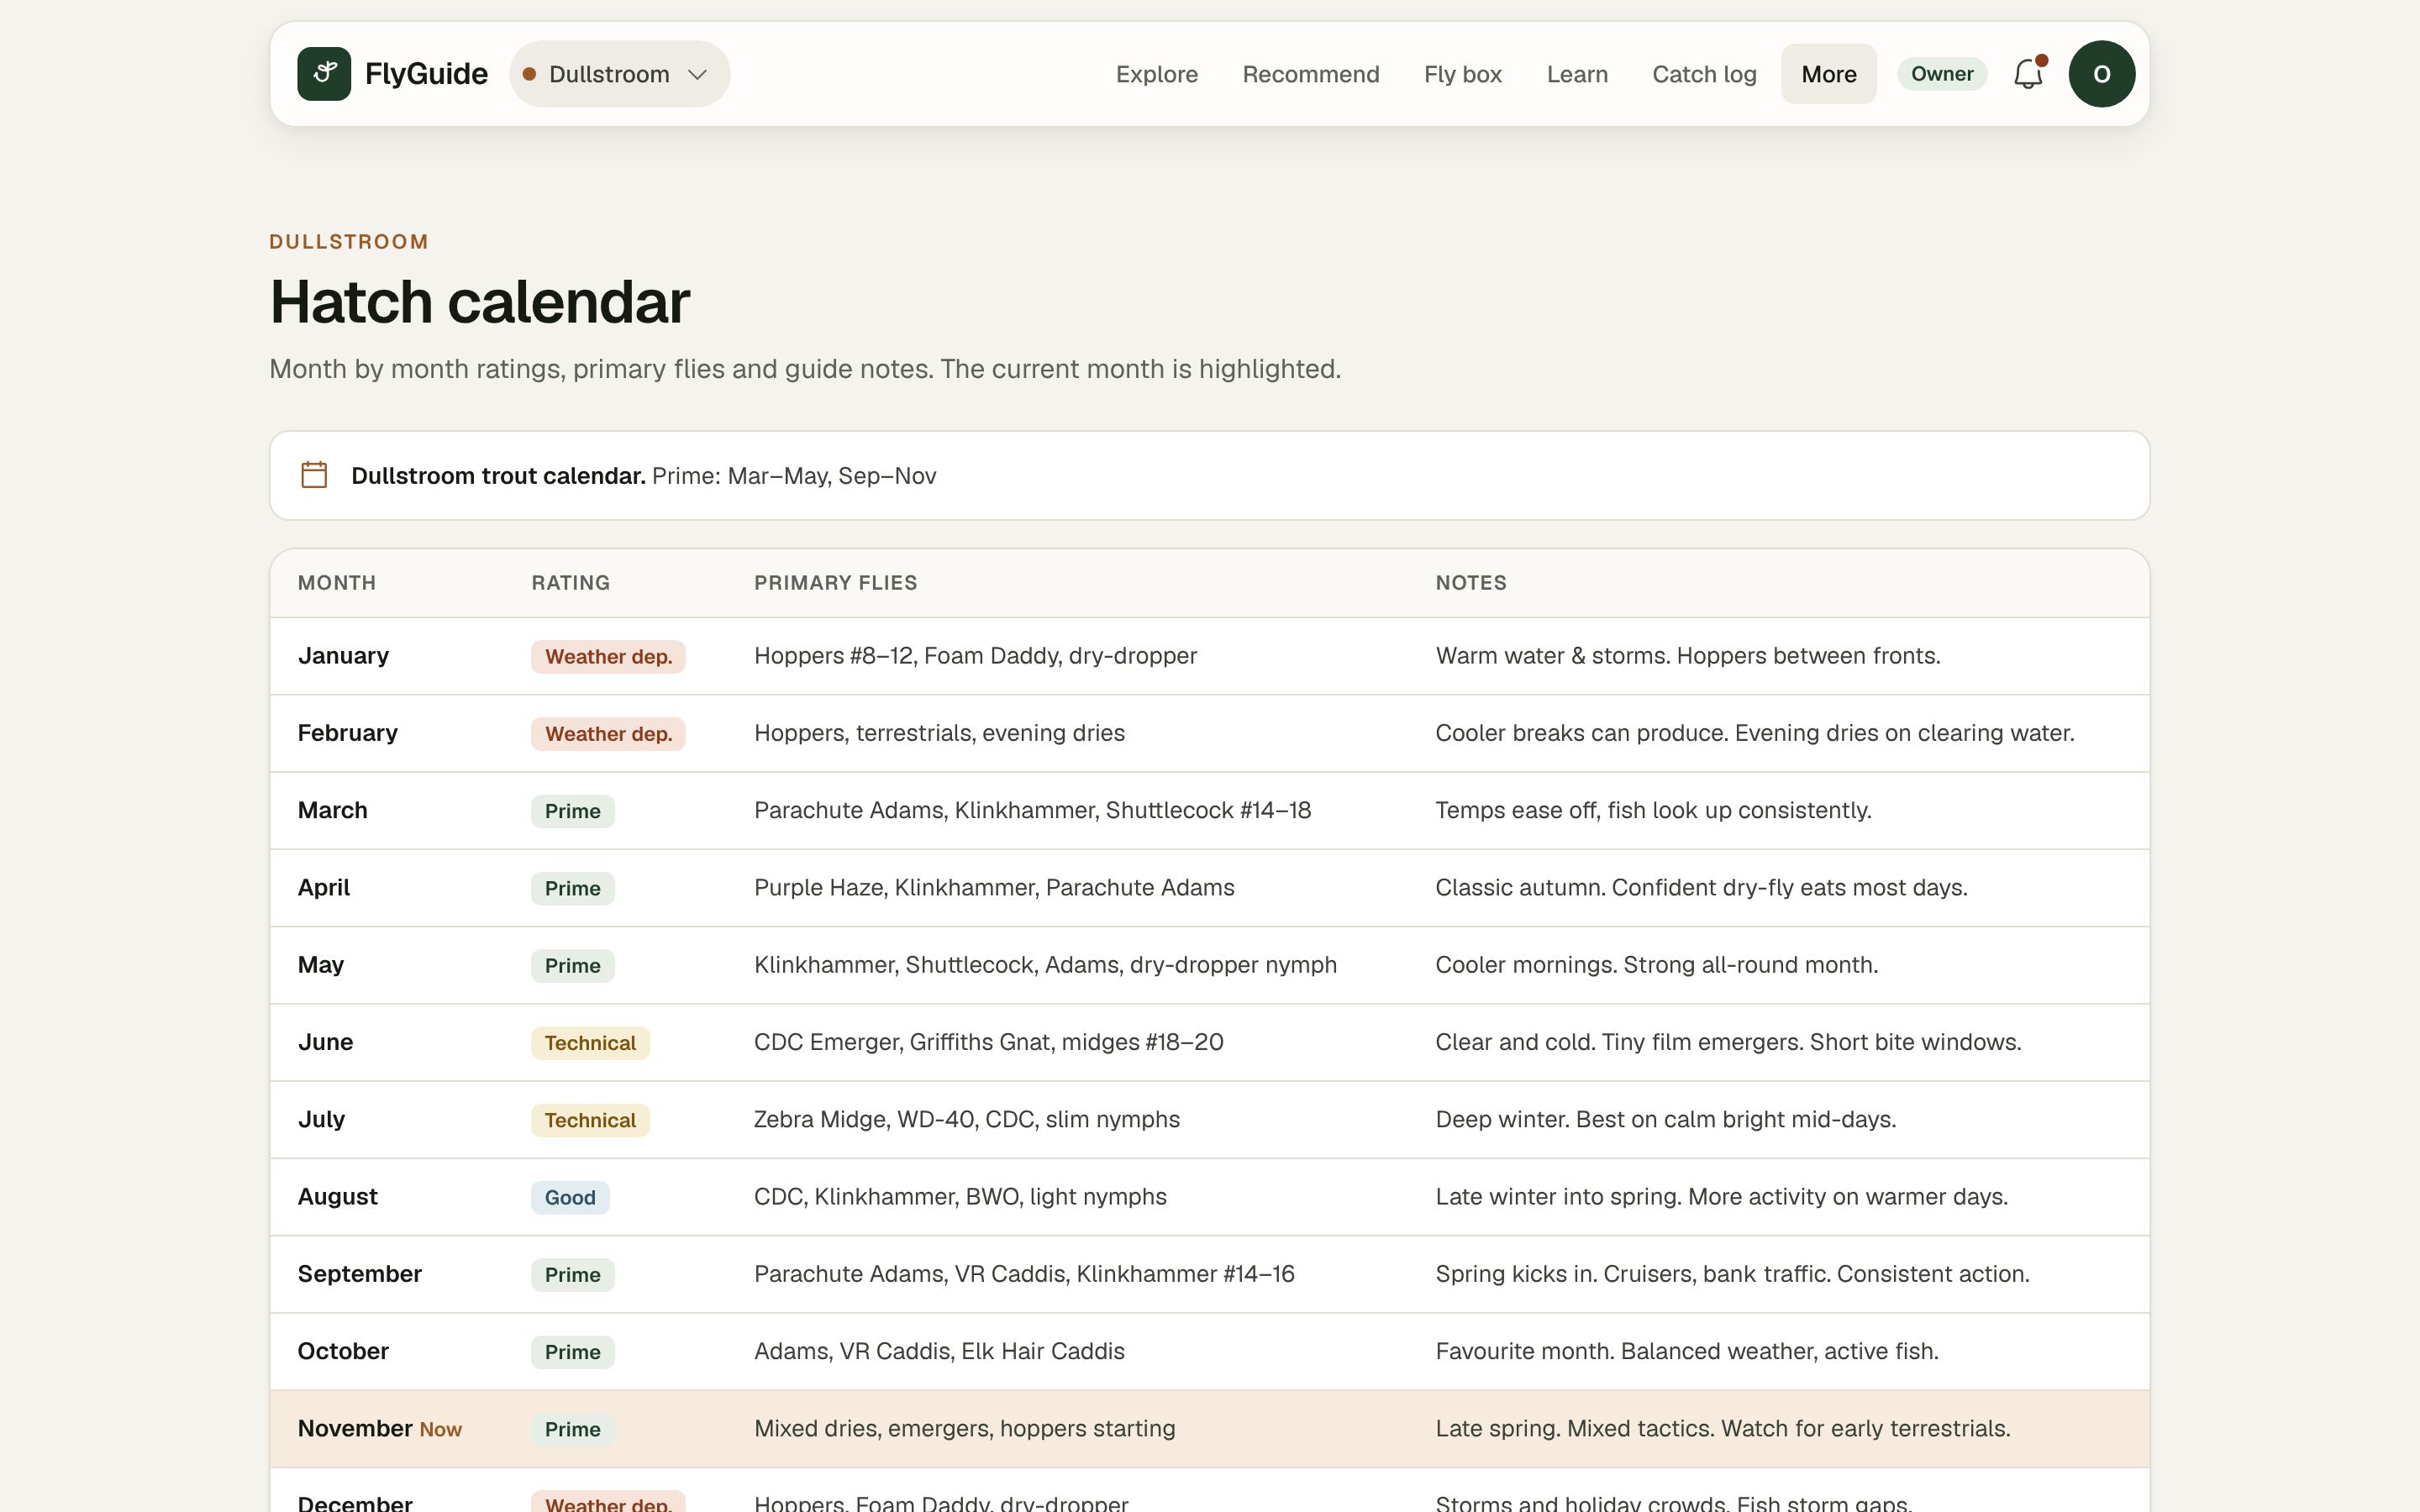 FlyGuide Dullstroom Explore Recommend Fly box Learn Catch log More Owner O
DULLSTROOM
Hatch calendar
Month by month ratings, primary flies and guide notes. The current month is highlighted.
Dullstroom trout calendar. Prime: Mar–May, Sep–Nov
MONTH RATING PRIMARY FLIES NOTES
January Weather dep. Hoppers #8–12, Foam Daddy, dry-dropper Warm water & storms. Hoppers between fronts.
February Weather dep. Hoppers, terrestrials, evening dries Cooler breaks can produce. Evening dries on clearing water.
March Prime Parachute Adams, Klinkhammer, Shuttlecock #14–18 Temps ease off, fish look up consistently.
April Prime Purple Haze, Klinkhammer, Parachute Adams Classic autumn. Confident dry-fly eats most days.
May Prime Klinkhammer, Shuttlecock, Adams, dry-dropper nymph Cooler mornings. Strong all-round month.
June Technical CDC Emerger, Griffiths Gnat, midges #18–20 Clear and cold. Tiny film emergers. Short bite windows.
July Technical Zebra Midge, WD-40, CDC, slim nymphs Deep winter. Best on calm bright mid-days.
August Good CDC, Klinkhammer, BWO, light nymphs Late winter into spring. More activity on warmer days.
September Prime Parachute Adams, VR Caddis, Klinkhammer #14–16 Spring kicks in. Cruisers, bank traffic. Consistent action.
October Prime Adams, VR Caddis, Elk Hair Caddis Favourite month. Balanced weather, active fish.
November Now Prime Mixed dries, emergers, hoppers starting Late spring. Mixed tactics. Watch for early terrestrials.
December Weather dep. Hoppers, Foam Daddy, dry-dropper Storms and holiday crowds. Fish storm gaps.